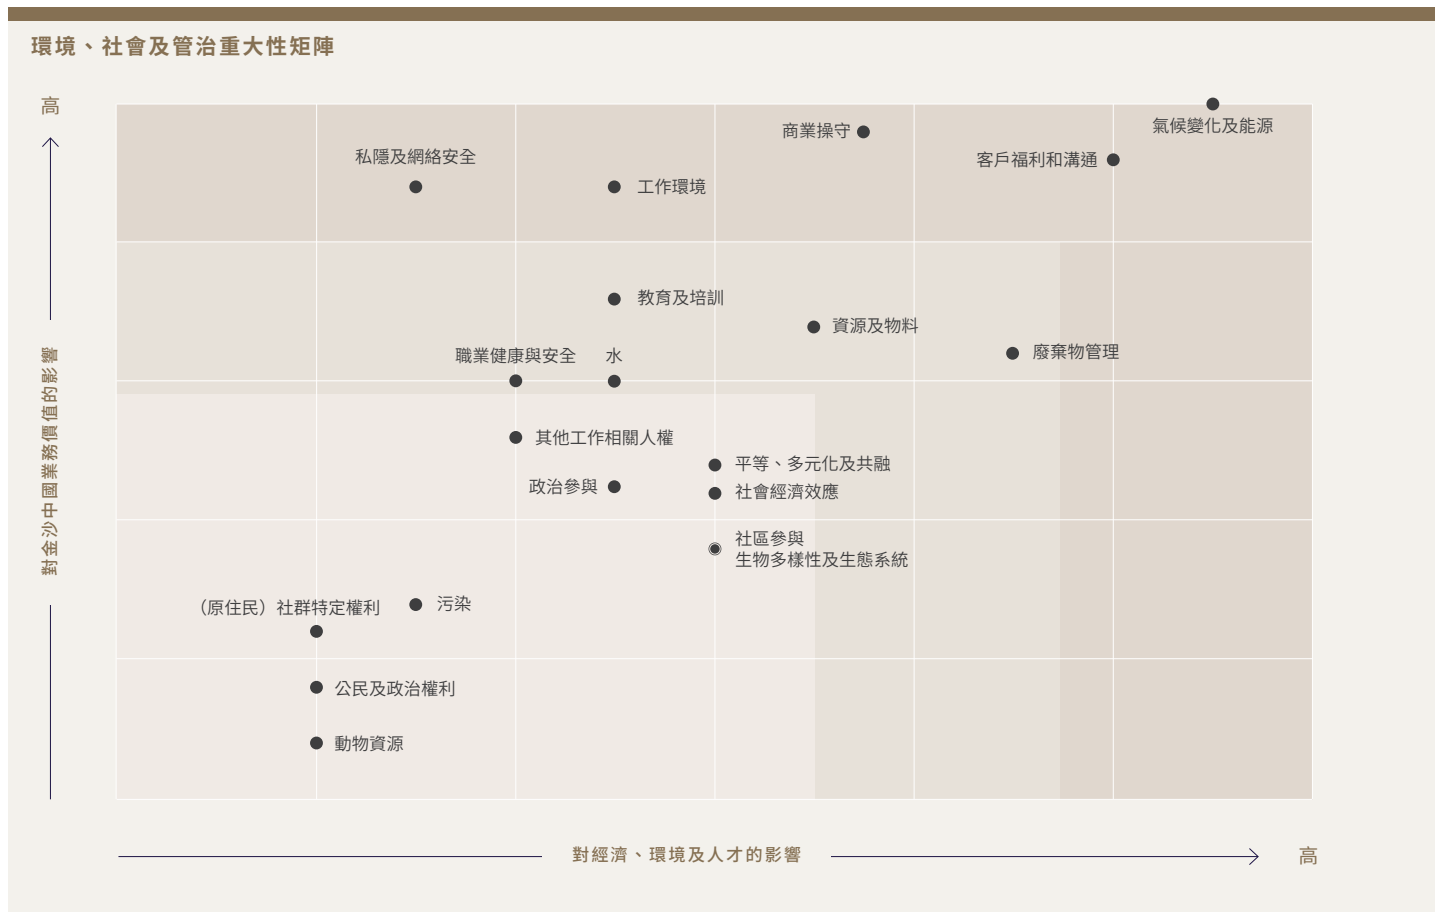 環境、社會及管治重大性矩陣
高
氣候變化及能源
商業操守
客戶福利和溝通
私隱及網絡安全
工作環境
教育及培訓
資源及物料
廢棄物管理
職業健康與安全
水
其他工作相關人權
平等、多元化及共融
政治參與
社會經濟效應
社區參與
生物多樣性及生態系統
（原住民）社群特定權利
污染
公民及政治權利
動物資源
對金沙中國業務價值的影響
對經濟、環境及人才的影響
高